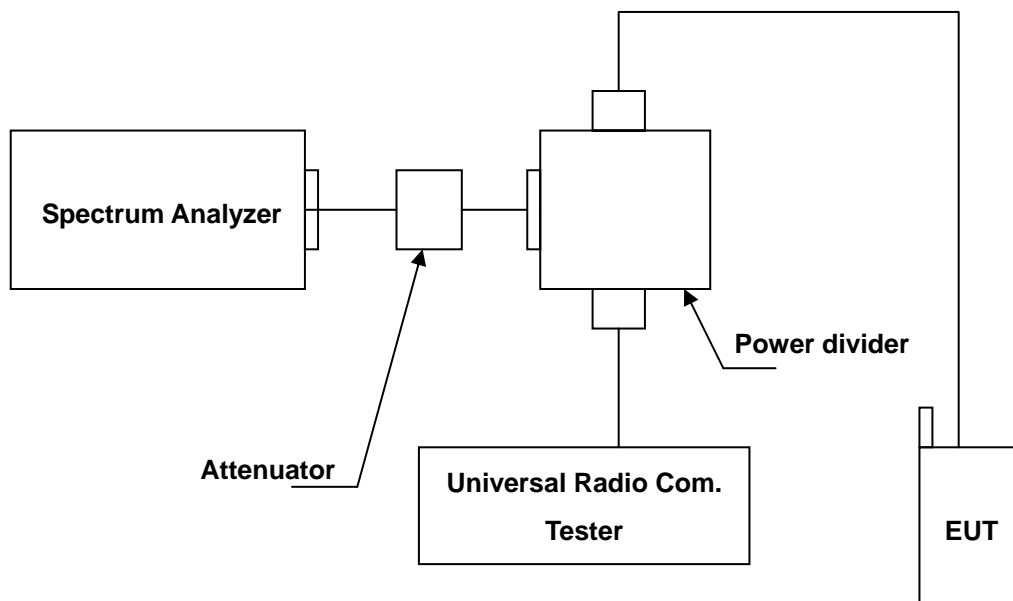 Spectrum Analyzer
Power divider
Attenuator
Universal Radio Com.
Tester
EUT